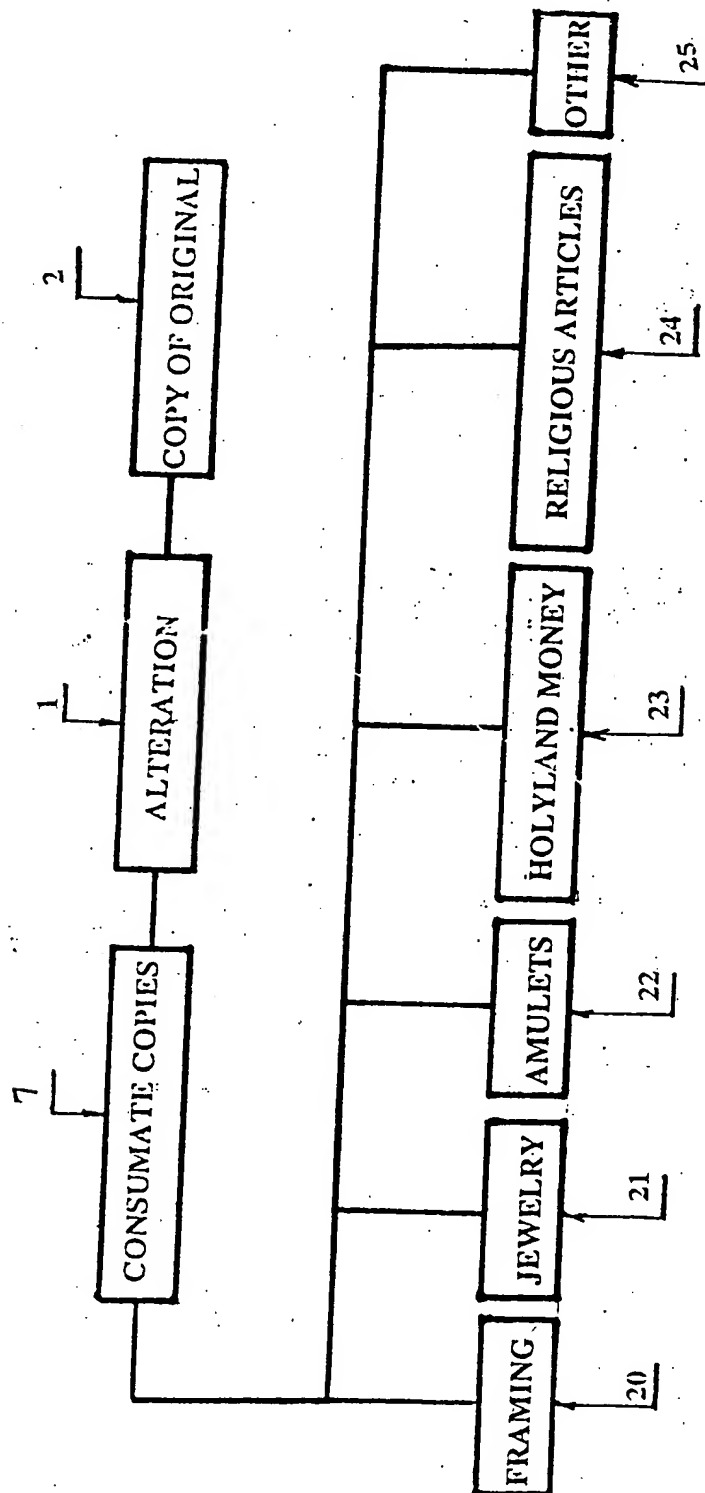 7
1
2
CONSUMATE COPIES
ALTERATION
COPY OF ORIGINAL
FRAMING
JEWELRY
AMULETS
HOLYLAND MONEY
RELIGIOUS ARTICLES
OTHER
20
21
22
23
24
25